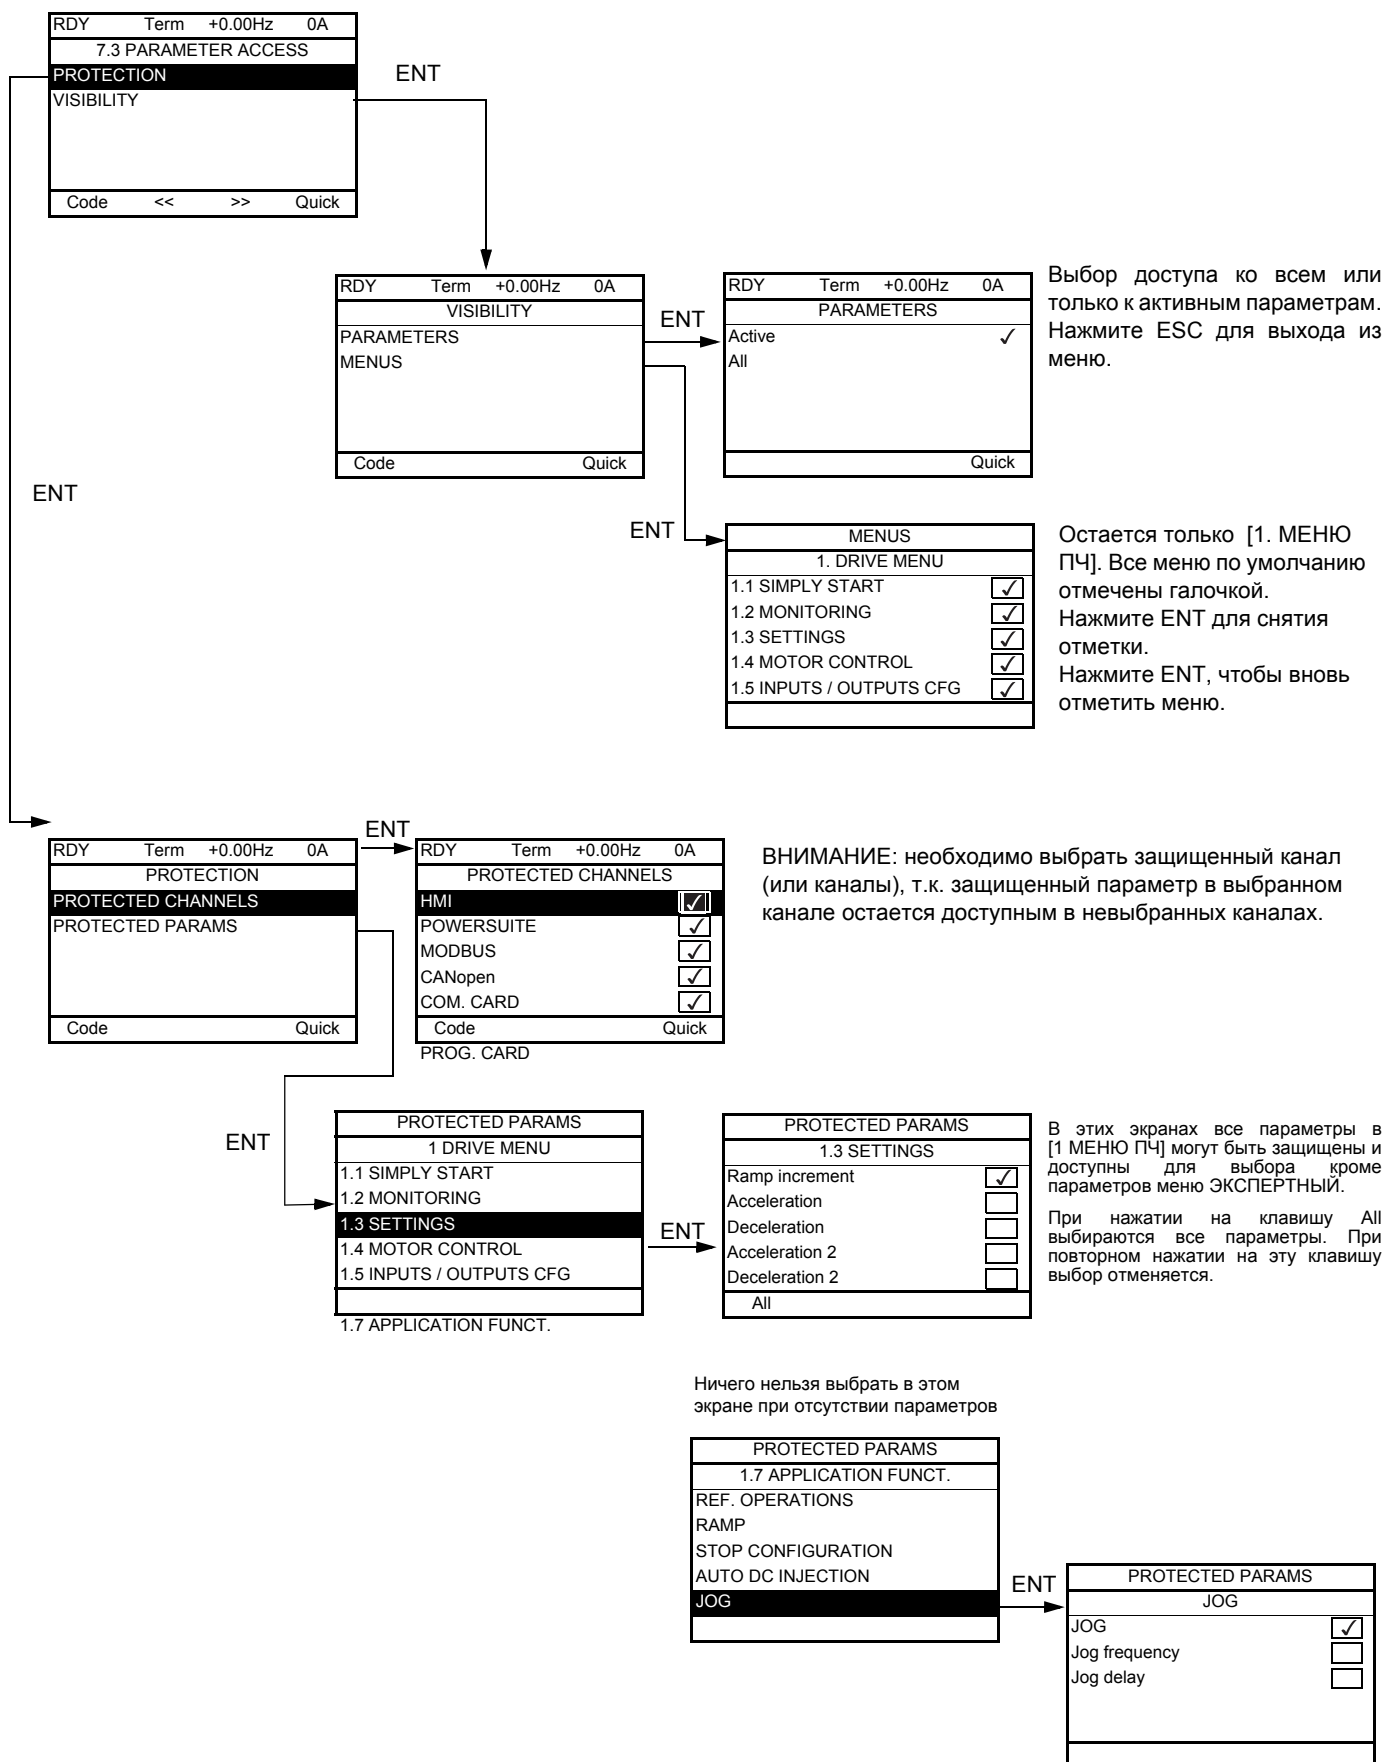 RDY Term +0.00Hz 0A
7.3 PARAMETER ACCESS
PROTECTION
VISIBILITY
Code << >> Quick
ENT
ENT
RDY Term +0.00Hz 0A
VISIBILITY
PARAMETERS
MENUS
Code Quick
ENT
RDY Term +0.00Hz 0A
PARAMETERS
Active ✓
All
Quick
Выбор доступа ко всем или
только к активным параметрам.
Нажмите ESC для выхода из
меню.
ENT
MENUS
1. DRIVE MENU
1.1 SIMPLY START ✓
1.2 MONITORING ✓
1.3 SETTINGS ✓
1.4 MOTOR CONTROL ✓
1.5 INPUTS / OUTPUTS CFG ✓
Остается только [1. МЕНЮ
ПЧ]. Все меню по умолчанию
отмечены галочкой.
Нажмите ENT для снятия
отметки.
Нажмите ENT, чтобы вновь
отметить меню.
RDY Term +0.00Hz 0A
PROTECTION
PROTECTED CHANNELS
PROTECTED PARAMS
Code Quick
ENT
RDY Term +0.00Hz 0A
PROTECTED CHANNELS
HMI ✓
POWERSUITE ✓
MODBUS ✓
CANopen ✓
COM. CARD ✓
Code Quick
PROG. CARD
ВНИМАНИЕ: необходимо выбрать защищенный канал
(или каналы), т.к. защищенный параметр в выбранном
канале остается доступным в невыбранных каналах.
ENT
PROTECTED PARAMS
1 DRIVE MENU
1.1 SIMPLY START
1.2 MONITORING
1.3 SETTINGS
1.4 MOTOR CONTROL
1.5 INPUTS / OUTPUTS CFG
1.7 APPLICATION FUNCT.
ENT
PROTECTED PARAMS
1.3 SETTINGS
Ramp increment ✓
Acceleration
Deceleration
Acceleration 2
Deceleration 2
All
В этих экранах все параметры в
[1 МЕНЮ ПЧ] могут быть защищены и
доступны для выбора кроме
параметров меню ЭКСПЕРТНЫЙ.
При нажатии на клавишу All
выбираются все параметры. При
повторном нажатии на эту клавишу
выбор отменяется.
Ничего нельзя выбрать в этом
экране при отсутствии параметров
PROTECTED PARAMS
1.7 APPLICATION FUNCT.
REF. OPERATIONS
RAMP
STOP CONFIGURATION
AUTO DC INJECTION
JOG
ENT
PROTECTED PARAMS
JOG
JOG ✓
Jog frequency
Jog delay